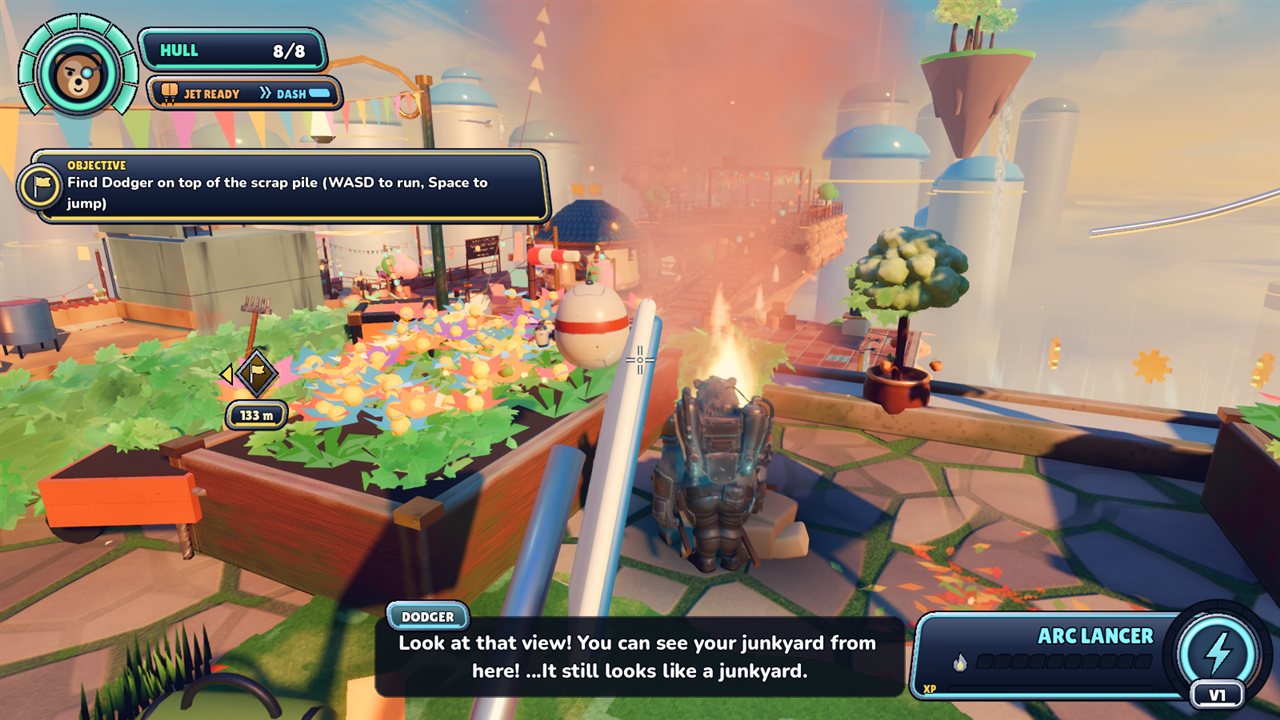 HULL 8/8
JET READY DASH
OBJECTIVE
Find Dodger on top of the scrap pile (WASD to run, Space to
jump)
133 m
DODGER
Look at that view! You can see your junkyard from
here! ...It still looks like a junkyard.
ARC LANCER
XP
V1